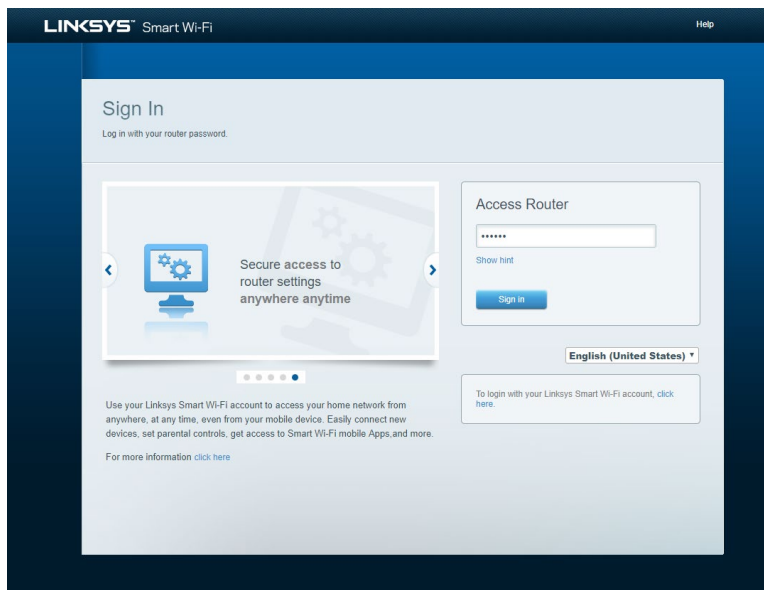 LINKSYS™ Smart Wi-Fi
Help
Sign In
Log in with your router password.
Secure access to
router settings
anywhere anytime
Use your Linksys Smart Wi-Fi account to access your home network from
anywhere, at any time, even from your mobile device. Easily connect new
devices, set parental controls, get access to Smart Wi-Fi mobile Apps,and more.
For more information click here
Access Router
••••••
Show hint
Sign in
English (United States)
To login with your Linksys Smart Wi-Fi account, click
here.